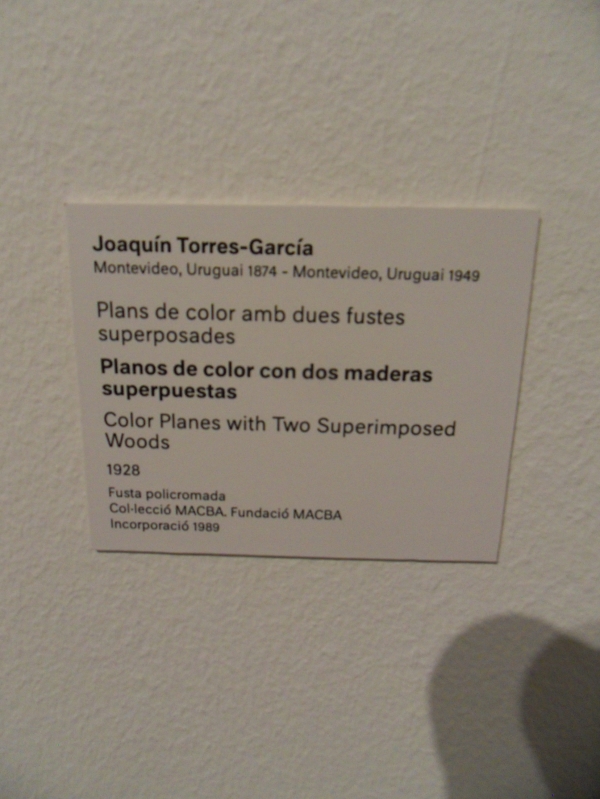 Joaquín Torres-García
Montevideo, Uruguai 1874 - Montevideo, Uruguai 1949
Plans de color amb dues fustes
superposades
Planos de color con dos maderas
superpuestas
Color Planes with Two Superimposed
Woods
1928
Fusta policromada
Col·lecció MACBA. Fundació MACBA
Incorporació 1989